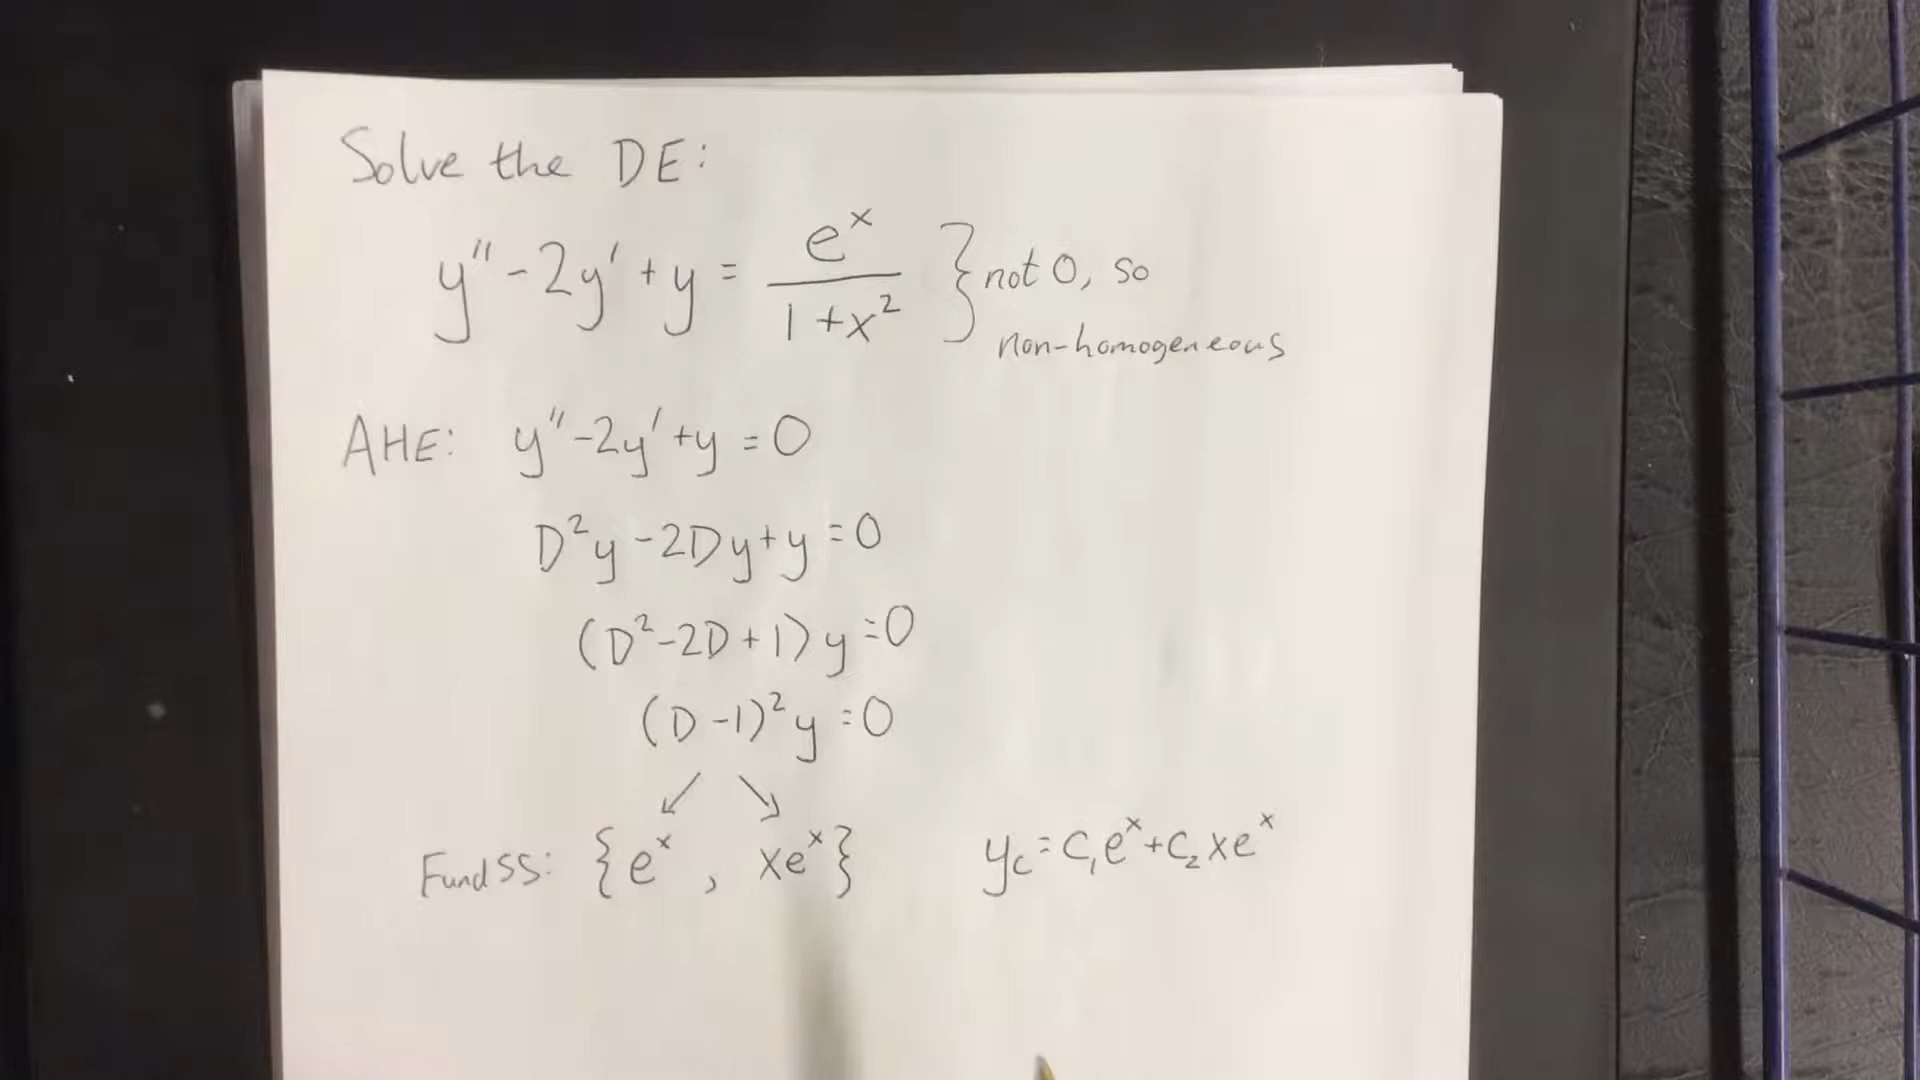 Solve the DE:
y'' - 2y' + y = e^x / (1 + x^2) } not 0, so
non-homogeneous
AHE: y'' - 2y' + y = 0
D^2y - 2Dy + y = 0
(D^2 - 2D + 1)y = 0
(D - 1)^2 y = 0
↙ ↘
Fund SS: {e^x, xe^x} y_c = c_1e^x + c_2xe^x